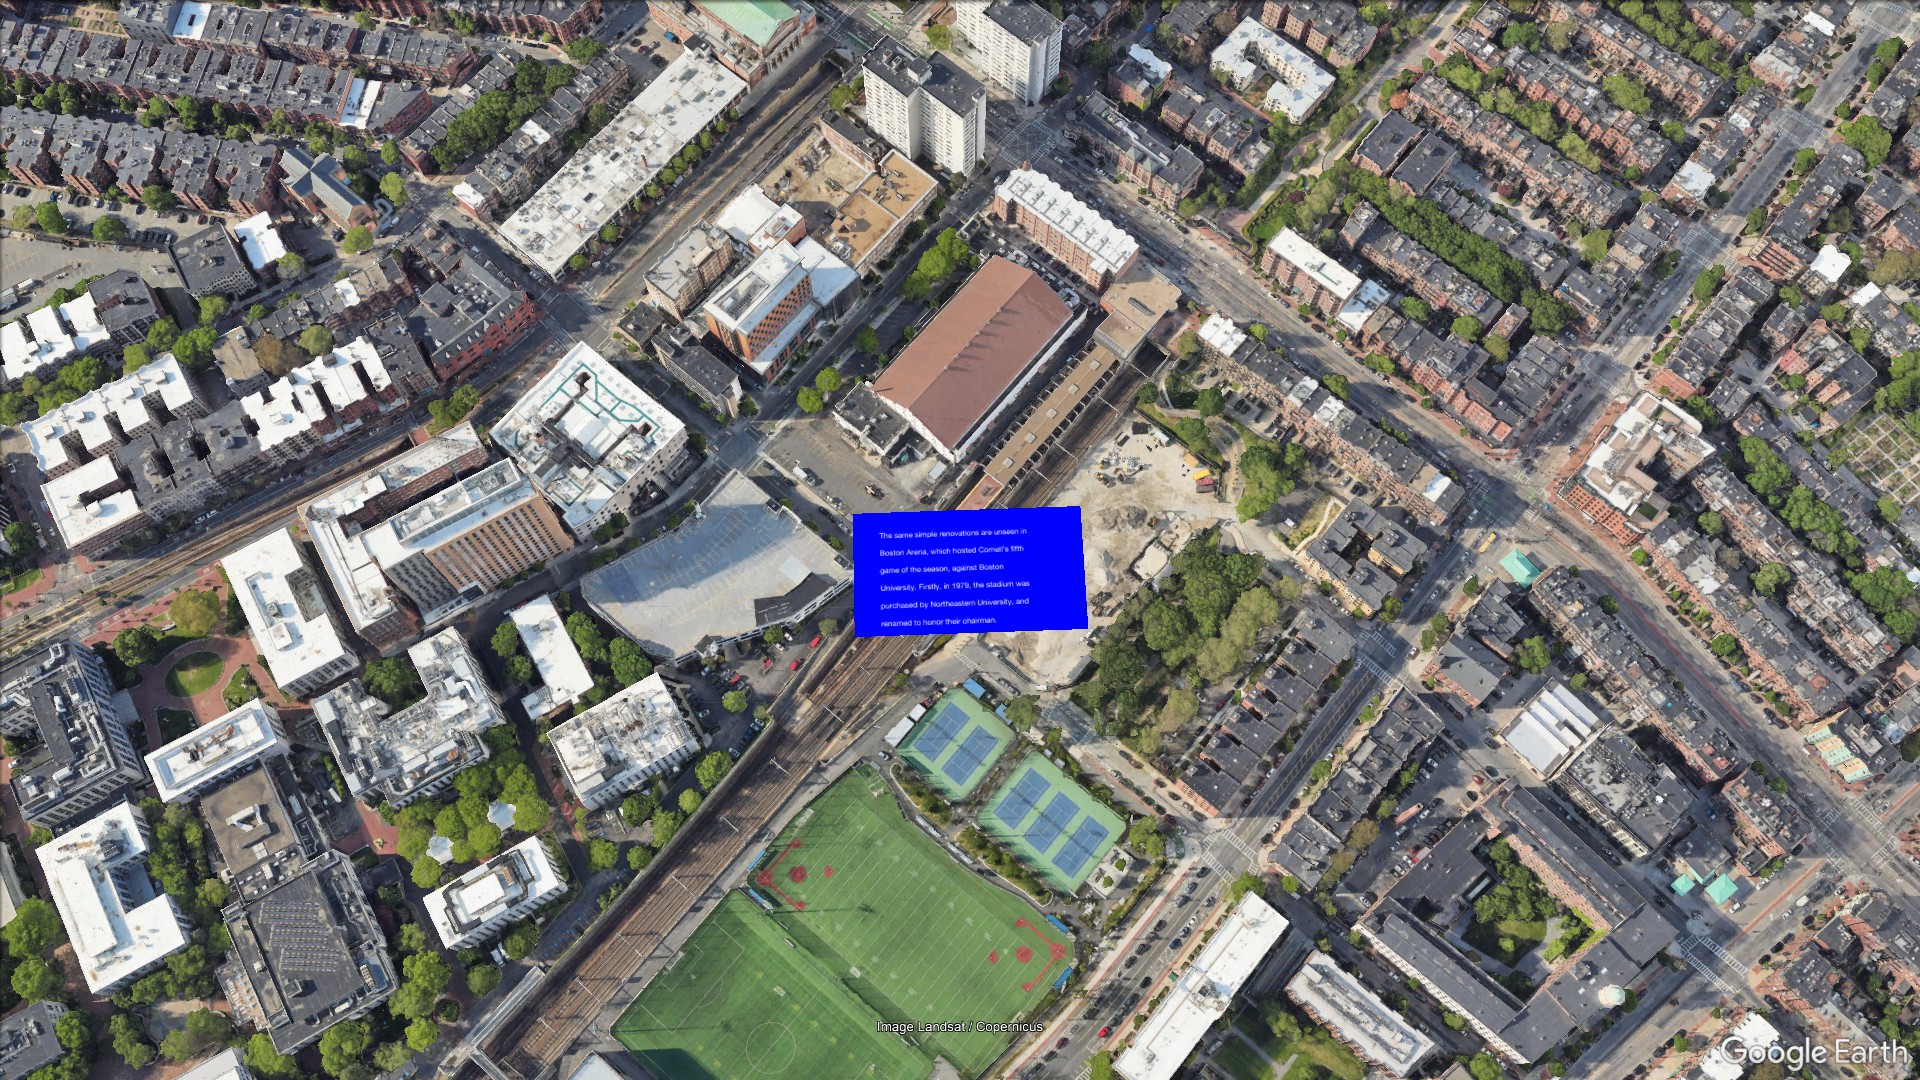 The same simple renovations are unseen in
Boston Arena, which hosted Cornell's fifth
game of the season, against Boston
University. Firstly, in 1979, the stadium was
purchased by Northeastern University, and
renamed to honor their chairman.
Image Landsat / Copernicus
Google Earth